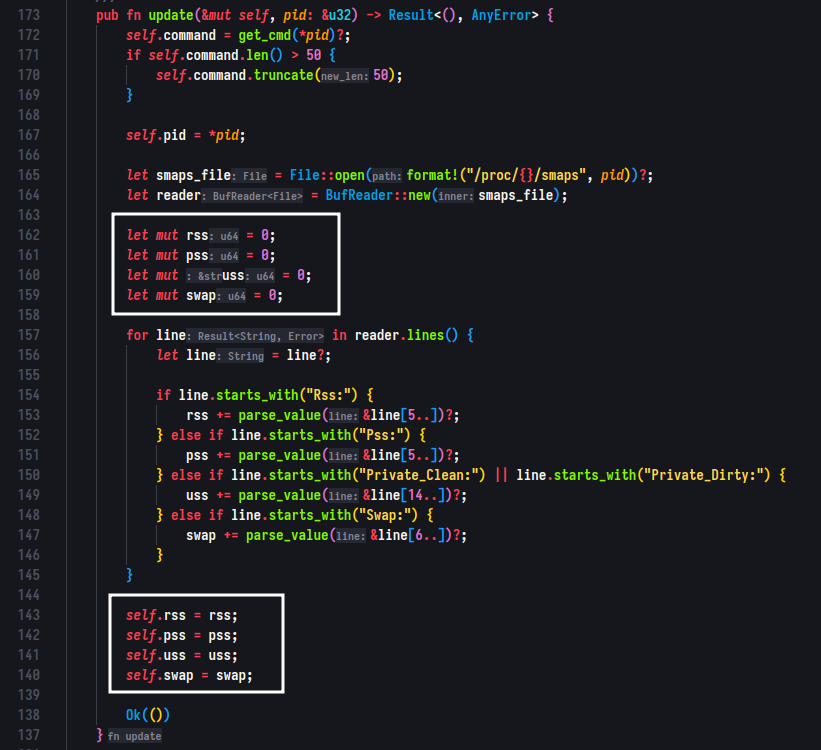 173 pub fn update(&mut self, pid: &u32) -> Result<(), AnyError> {
172 self.command = get_cmd(*pid)?;
171 if self.command.len() > 50 {
170 self.command.truncate(new_len: 50);
169 }
168
167 self.pid = *pid;
166
165 let smaps_file: File = File::open(path: format!("/proc/{}/smaps", pid))?;
164 let reader: BufReader<File> = BufReader::new(inner: smaps_file);
163
162 let mut rss: u64 = 0;
161 let mut pss: u64 = 0;
160 let mut : &struss: u64 = 0;
159 let mut swap: u64 = 0;
158
157 for line: Result<String, Error> in reader.lines() {
156 let line: String = line?;
155
154 if line.starts_with("Rss:") {
153 rss += parse_value(line: &line[5..])?;
152 } else if line.starts_with("Pss:") {
151 pss += parse_value(line: &line[5..])?;
150 } else if line.starts_with("Private_Clean:") || line.starts_with("Private_Dirty:") {
149 uss += parse_value(line: &line[14..])?;
148 } else if line.starts_with("Swap:") {
147 swap += parse_value(line: &line[6..])?;
146 }
145 }
144
143 self.rss = rss;
142 self.pss = pss;
141 self.uss = uss;
140 self.swap = swap;
139
138 Ok(())
137 } fn update